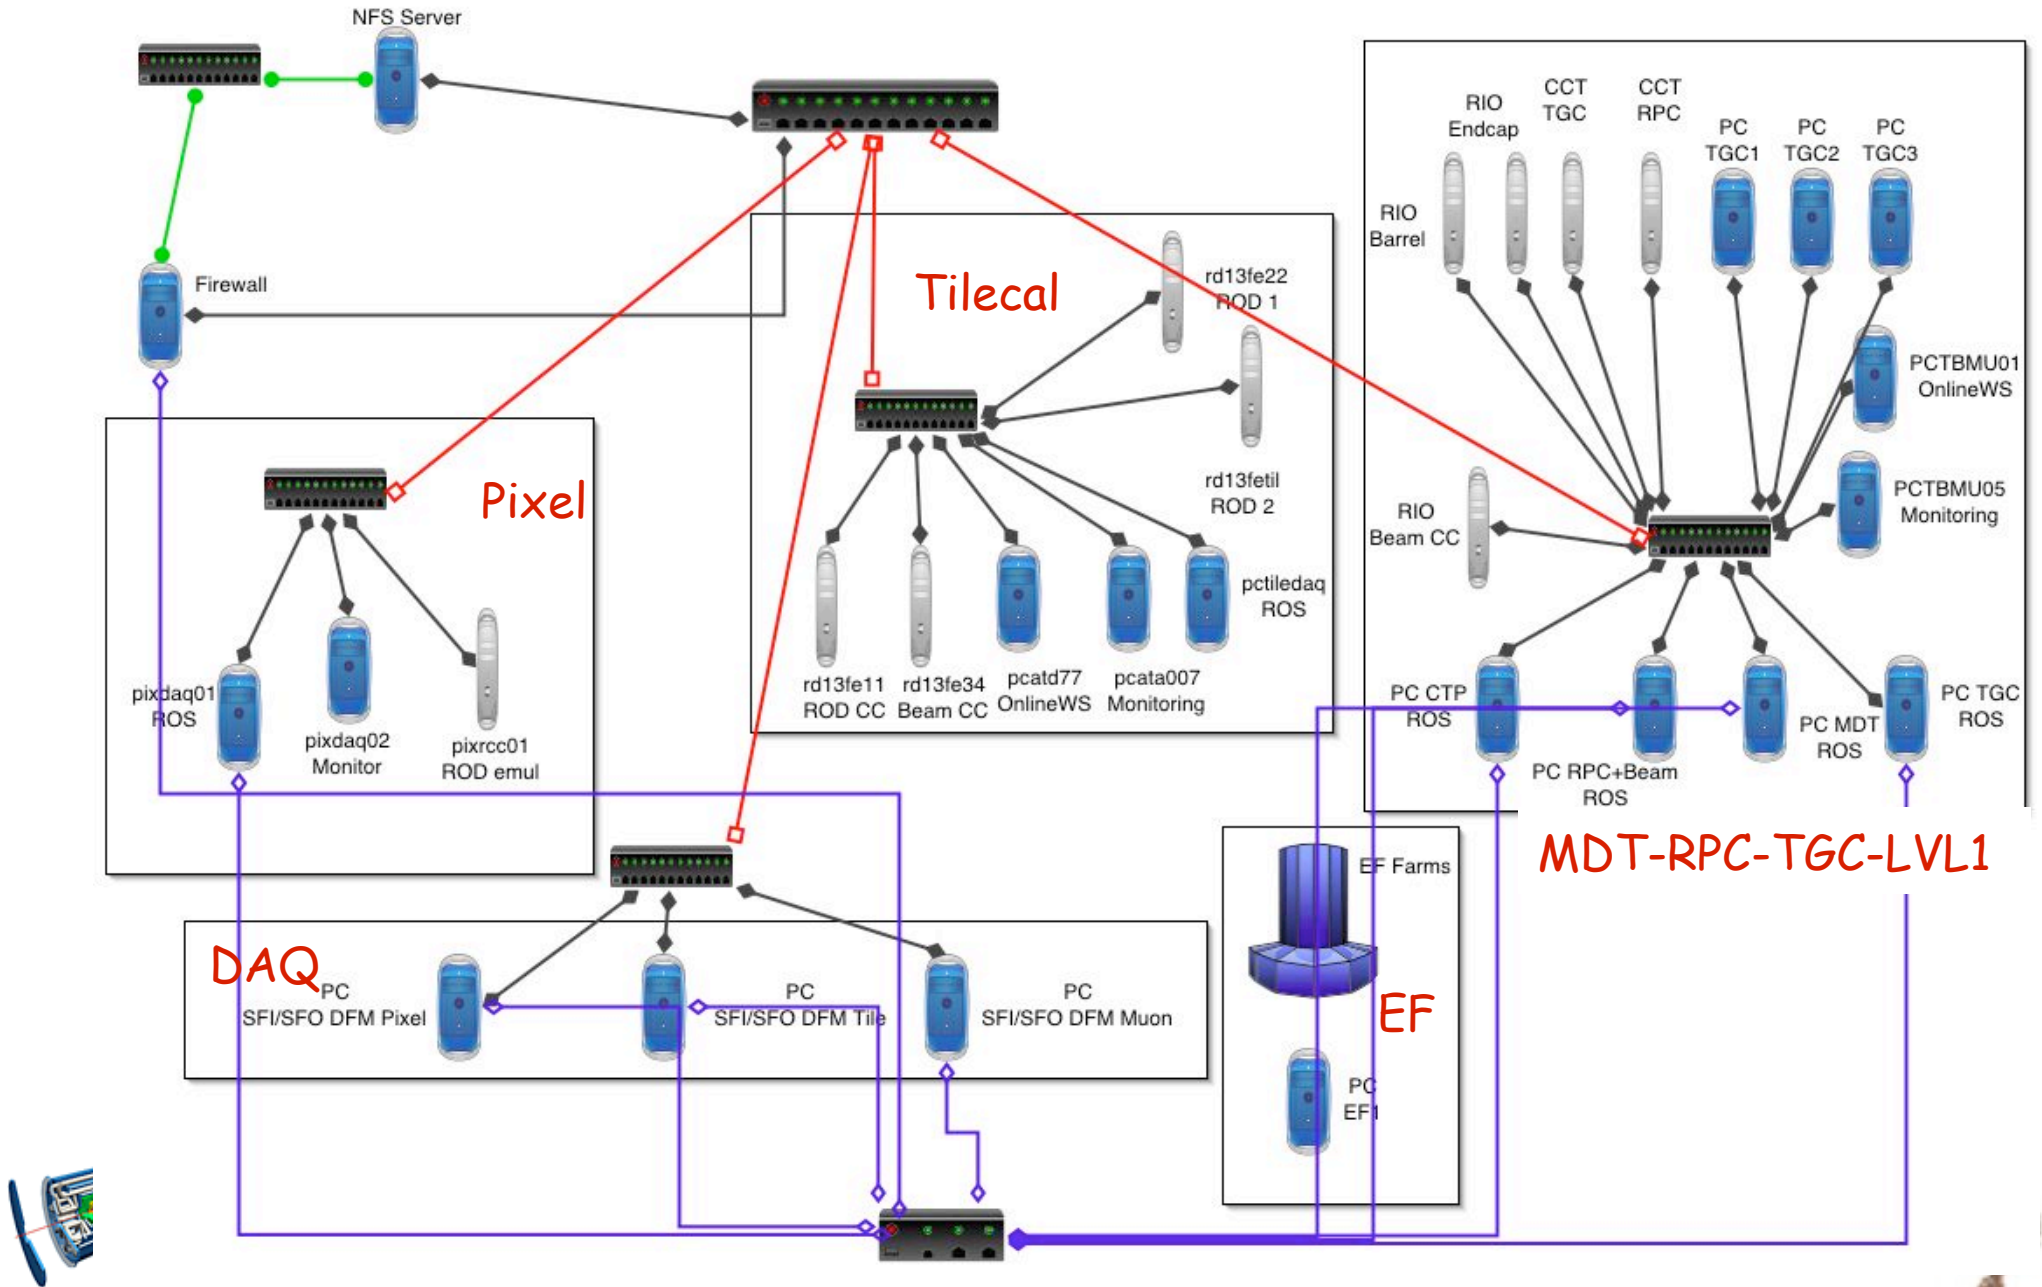 NFS Server
Firewall
Tilecal
rd13fe22
ROD 1
rd13fetil
ROD 2
rd13fe11
ROD CC
rd13fe34
Beam CC
pcatd77
OnlineWS
pcata007
Monitoring
pctiledaq
ROS
Pixel
pixdaq01
ROS
pixdaq02
Monitor
pixrcc01
ROD emul
RIO
Barrel
RIO
Endcap
CCT
TGC
CCT
RPC
PC
TGC1
PC
TGC2
PC
TGC3
PCTBMU01
OnlineWS
PCTBMU05
Monitoring
RIO
Beam CC
PC CTP
ROS
PC RPC+Beam
ROS
PC MDT
ROS
PC TGC
ROS
MDT-RPC-TGC-LVL1
DAQ
PC
SFI/SFO DFM Pixel
PC
SFI/SFO DFM Tile
PC
SFI/SFO DFM Muon
EF Farms
EF
PC
EF1